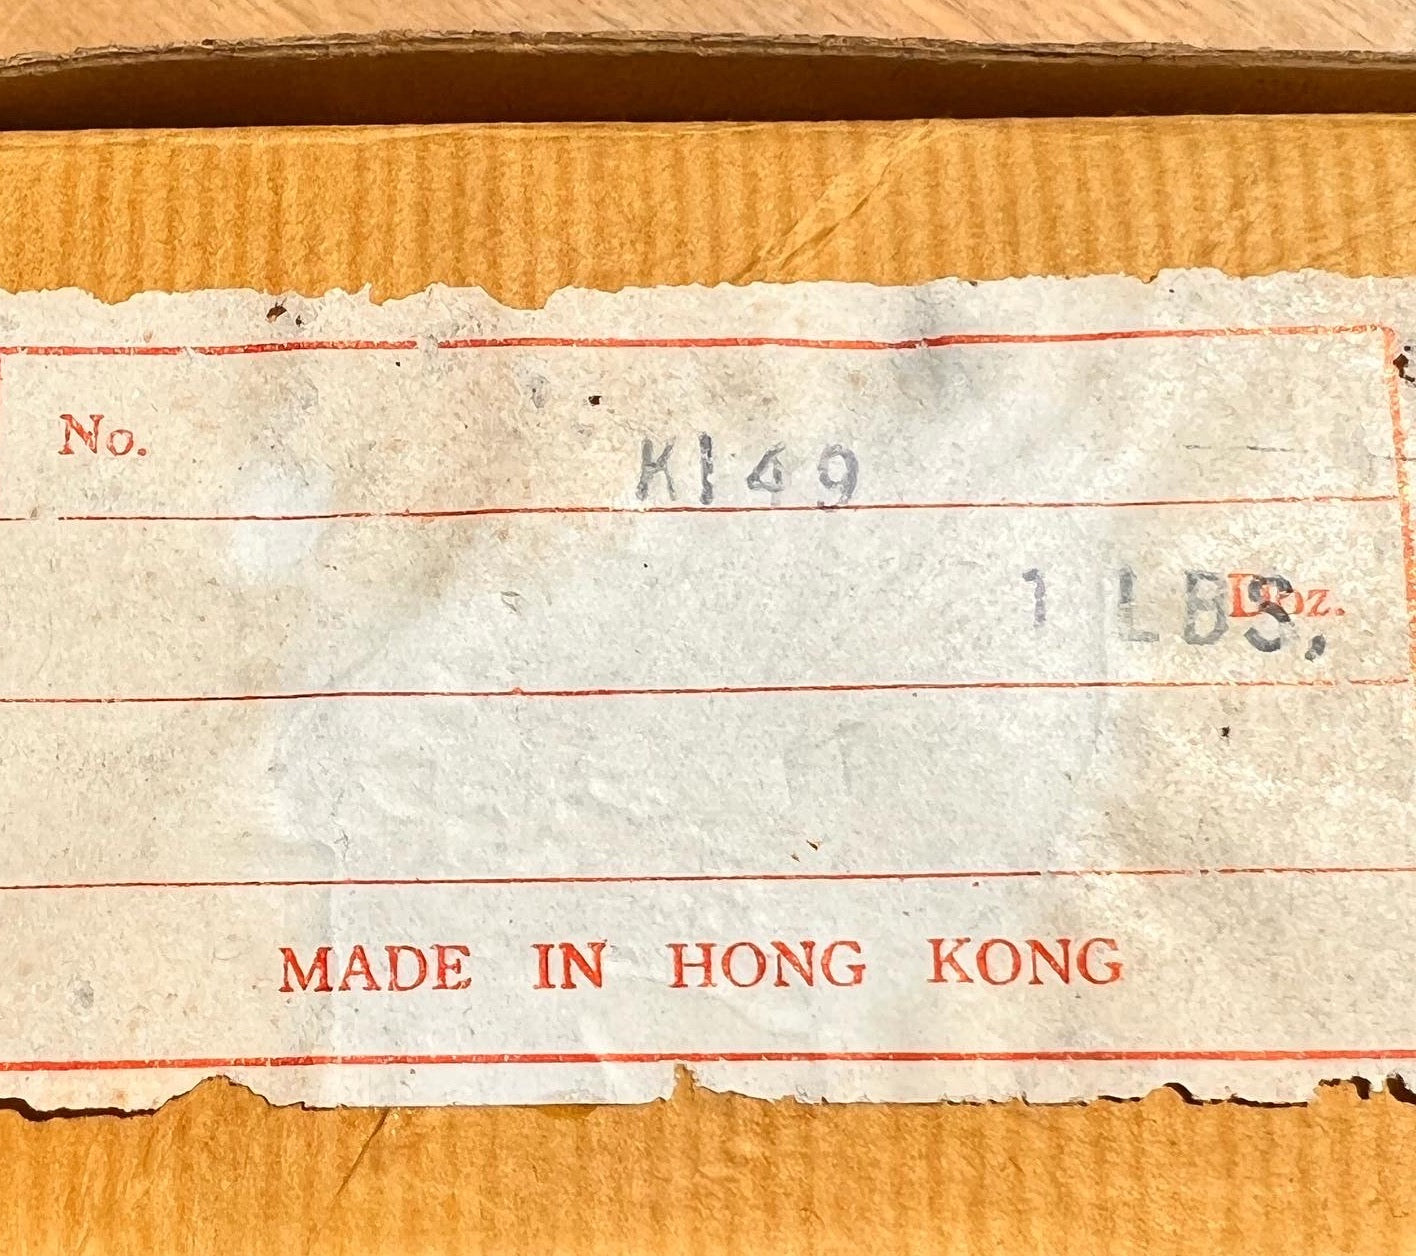 No. K149
1 LBS, Doz.
MADE IN HONG KONG